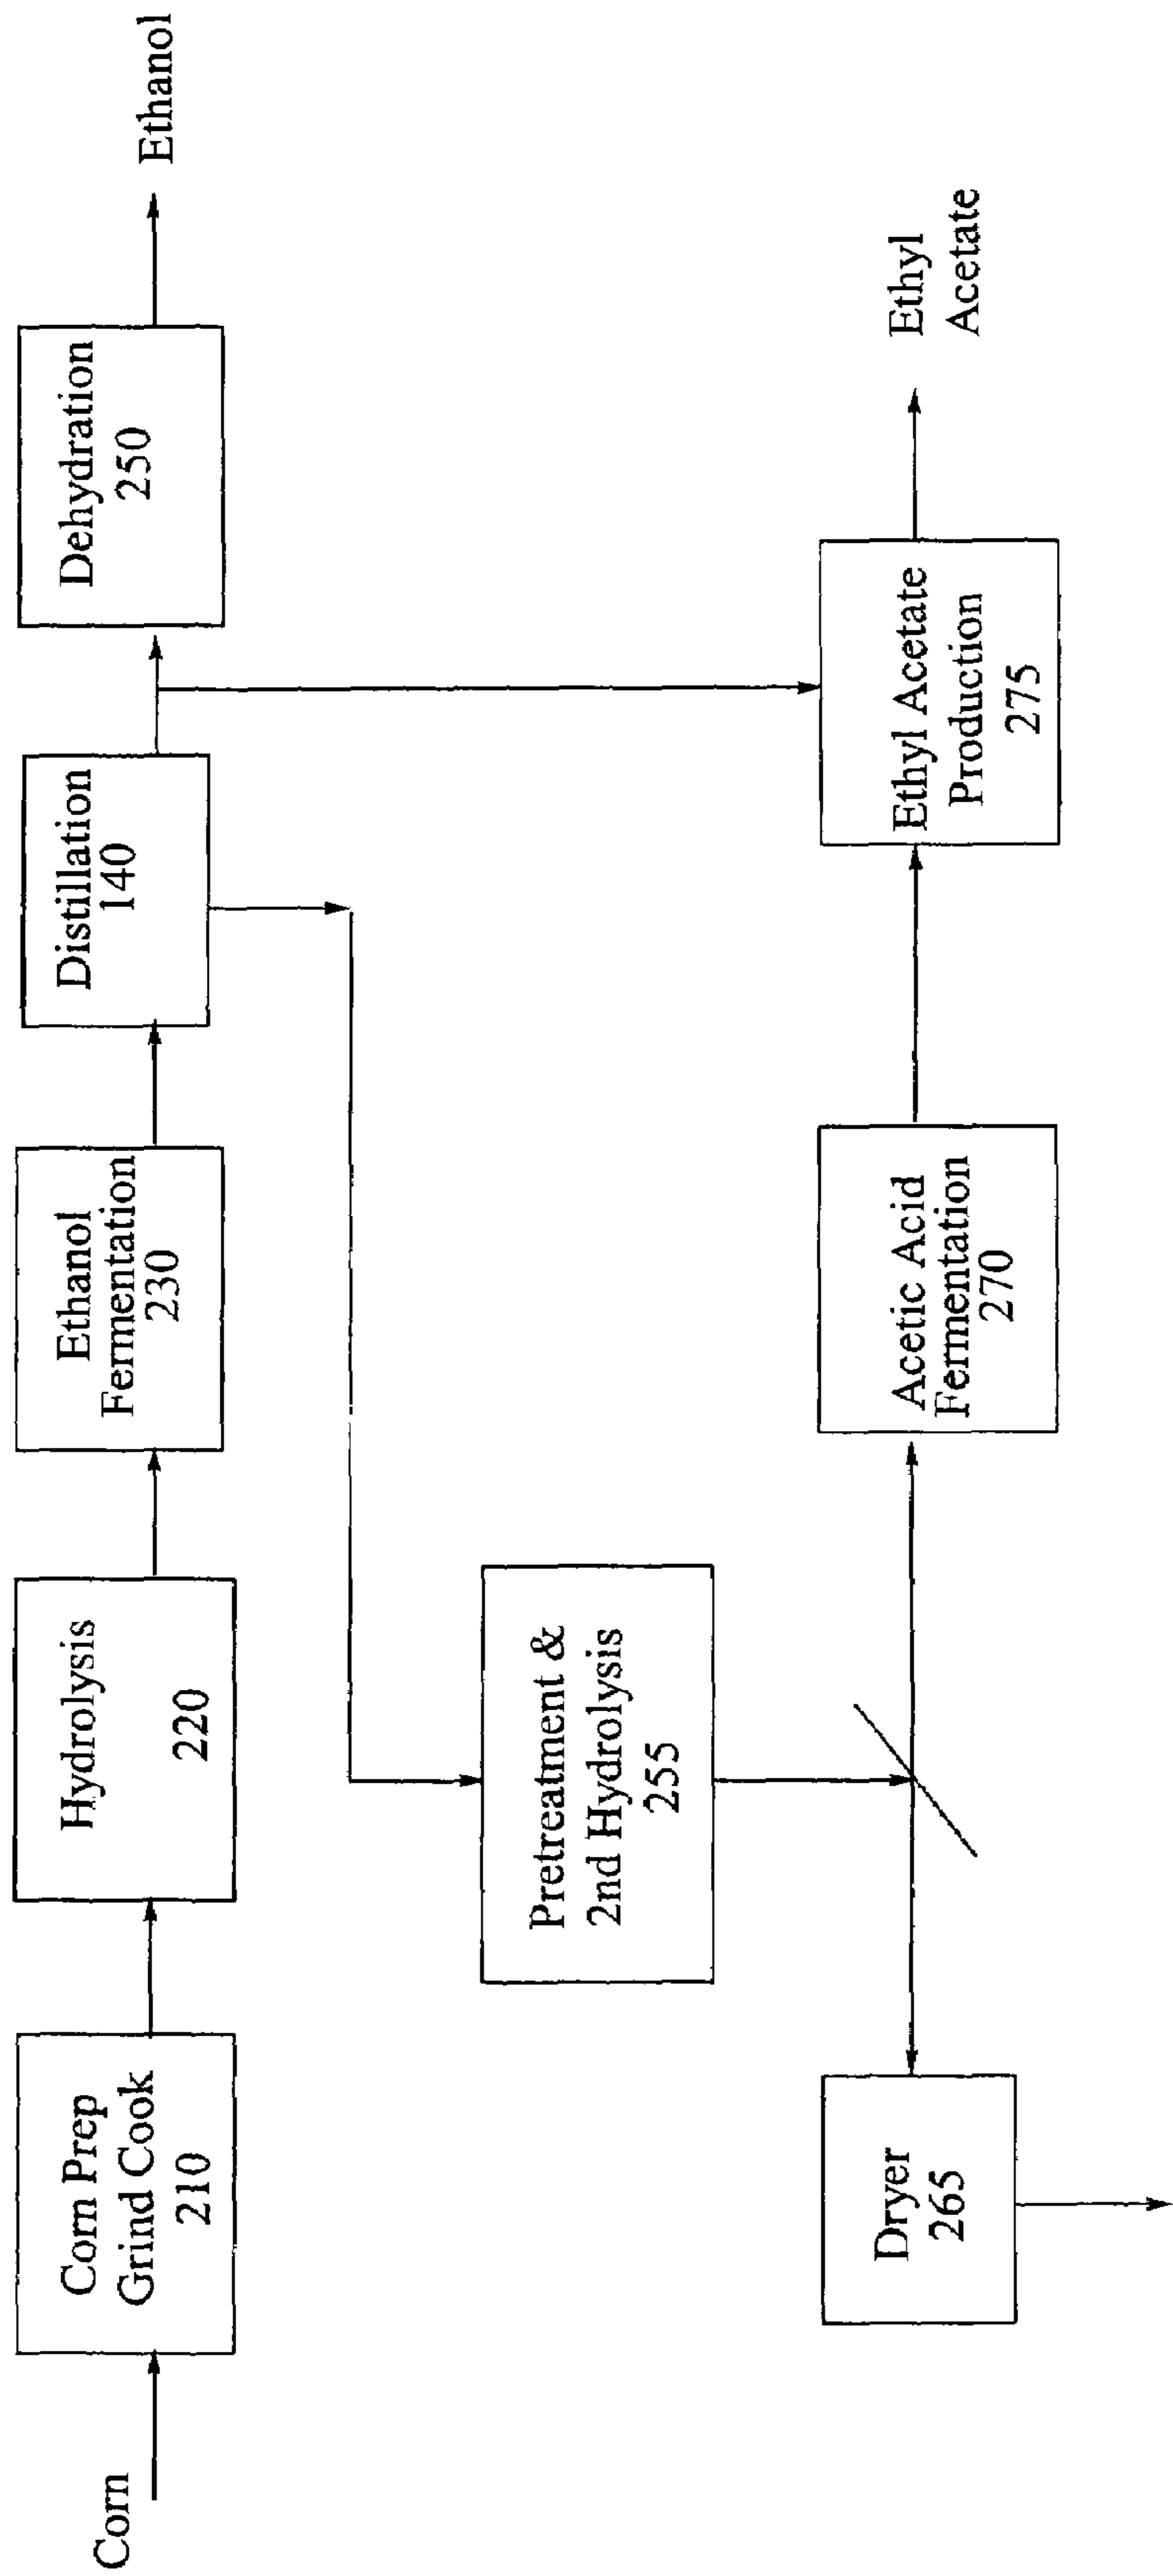 Corn
Corn Prep
Grind Cook
210
Hydrolysis
220
Ethanol
Fermentation
230
Distillation
140
Dehydration
250
Ethanol
Pretreatment &
2nd Hydrolysis
255
Dryer
265
Acetic Acid
Fermentation
270
Ethyl Acetate
Production
275
Ethyl
Acetate